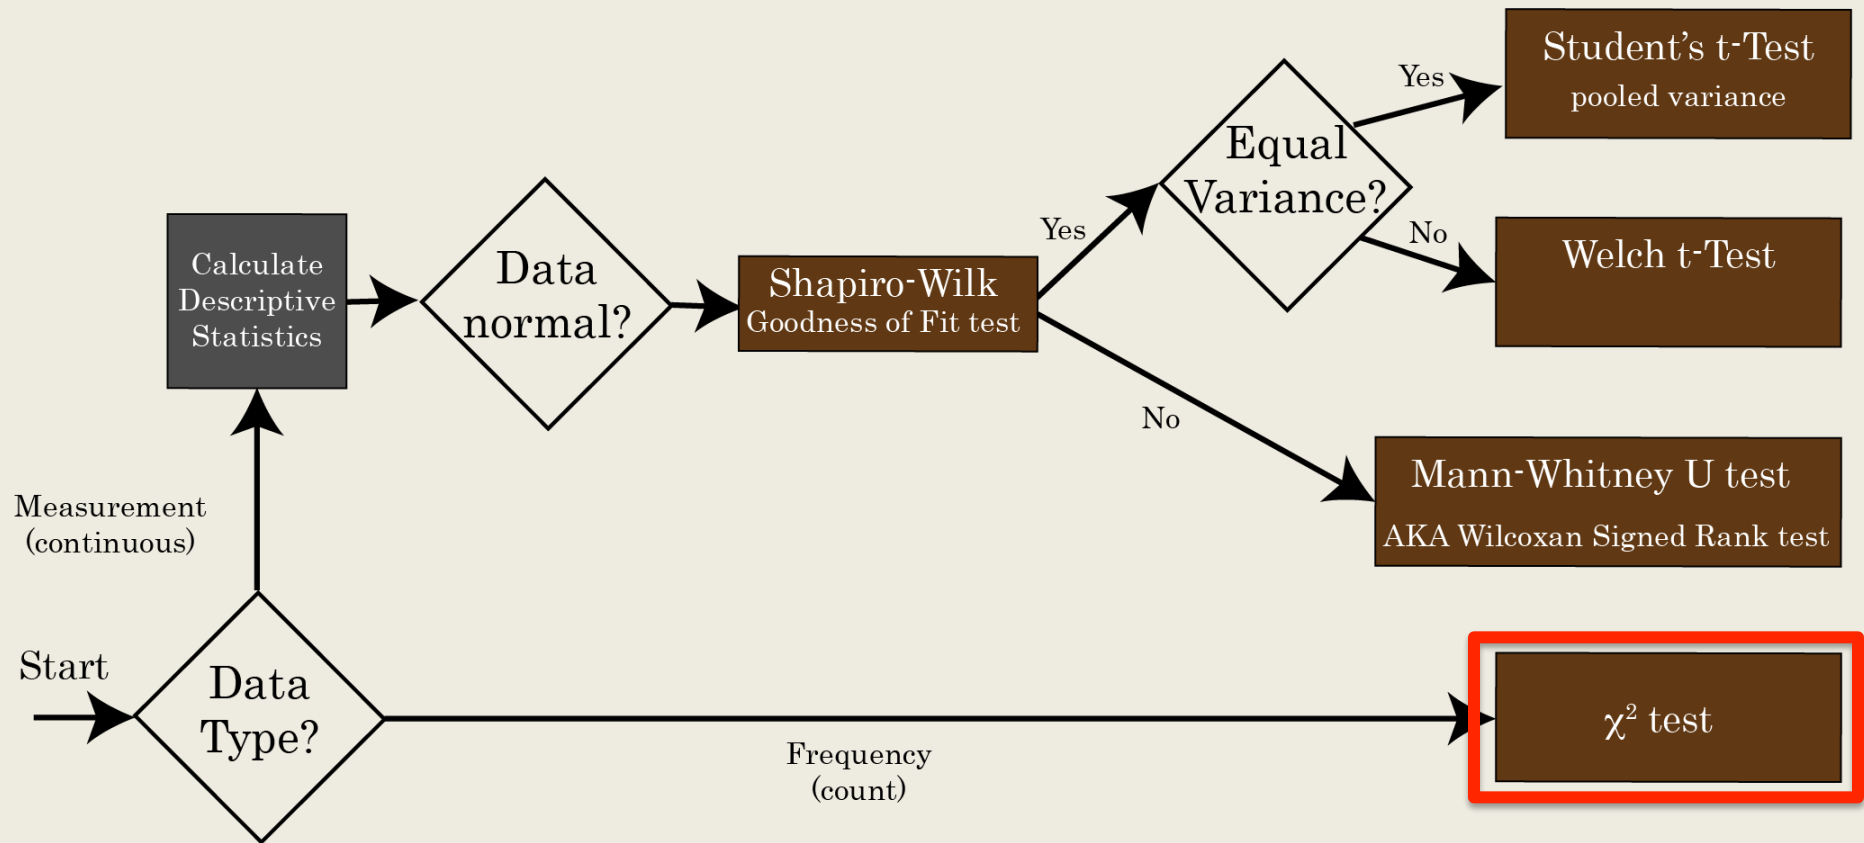 Start
Data
Type?
Measurement
(continuous)
Calculate
Descriptive
Statistics
Data
normal?
Shapiro-Wilk
Goodness of Fit test
Yes
Equal
Variance?
Yes
Student’s t-Test
pooled variance
No
Welch t-Test
No
Mann-Whitney U test
AKA Wilcoxan Signed Rank test
Frequency
(count)
χ² test